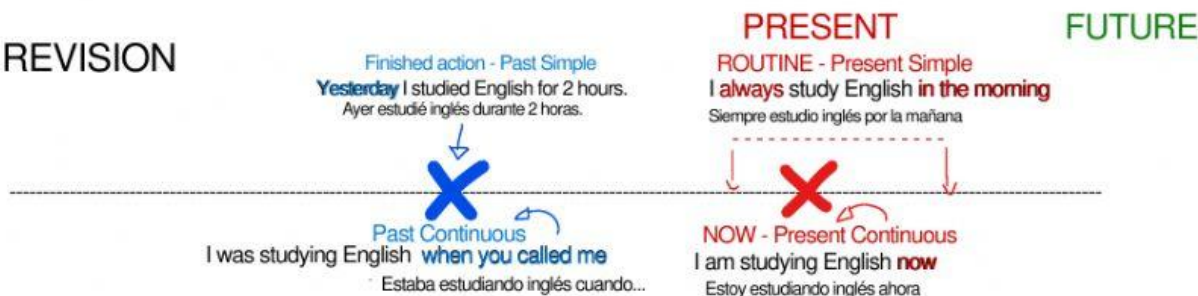 REVISION
PRESENT
FUTURE
Finished action - Past Simple
Yesterday I studied English for 2 hours.
Ayer estudié inglés durante 2 horas.
ROUTINE - Present Simple
I always study English in the morning
Siempre estudio inglés por la mañana
Past Continuous
I was studying English when you called me
Estaba estudiando inglés cuando...
NOW - Present Continuous
I am studying English now
Estoy estudiando inglés ahora